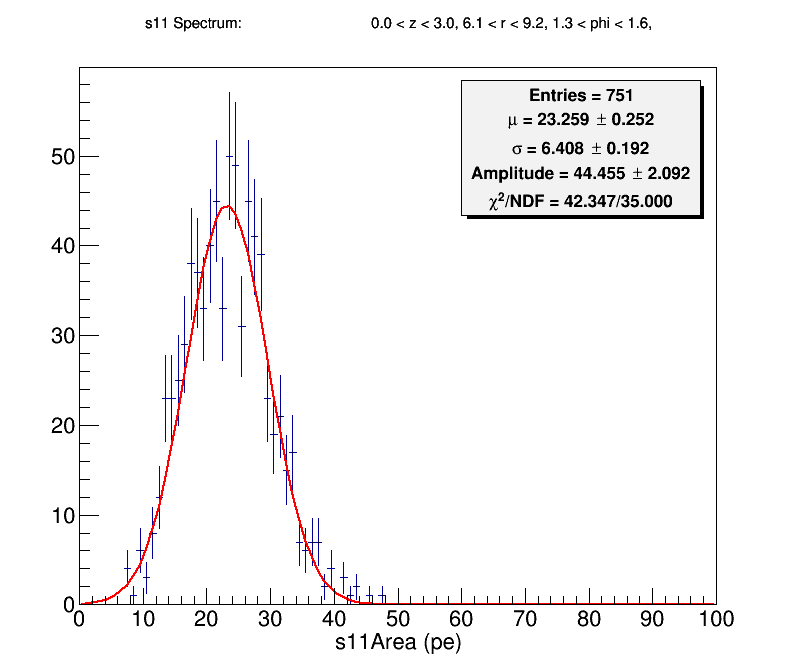 s11 Spectrum: 0.0 < z < 3.0, 6.1 < r < 9.2, 1.3 < phi < 1.6,
Entries = 751
μ = 23.259 ± 0.252
σ = 6.408 ± 0.192
Amplitude = 44.455 ± 2.092
χ²/NDF = 42.347/35.000
50
40
30
20
10
0
0 10 20 30 40 50 60 70 80 90 100
s11Area (pe)